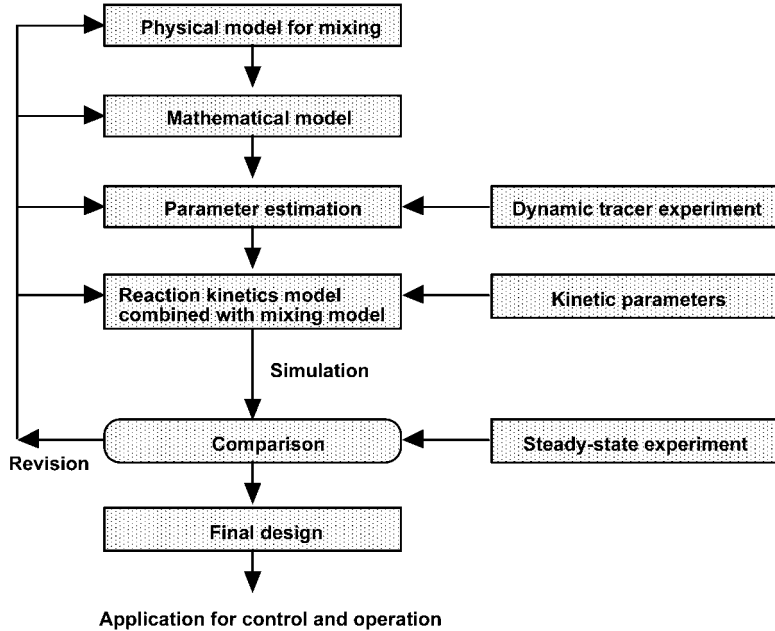 Physical model for mixing
Mathematical model
Parameter estimation
Dynamic tracer experiment
Reaction kinetics model
combined with mixing model
Kinetic parameters
Simulation
Comparison
Steady-state experiment
Revision
Final design
Application for control and operation